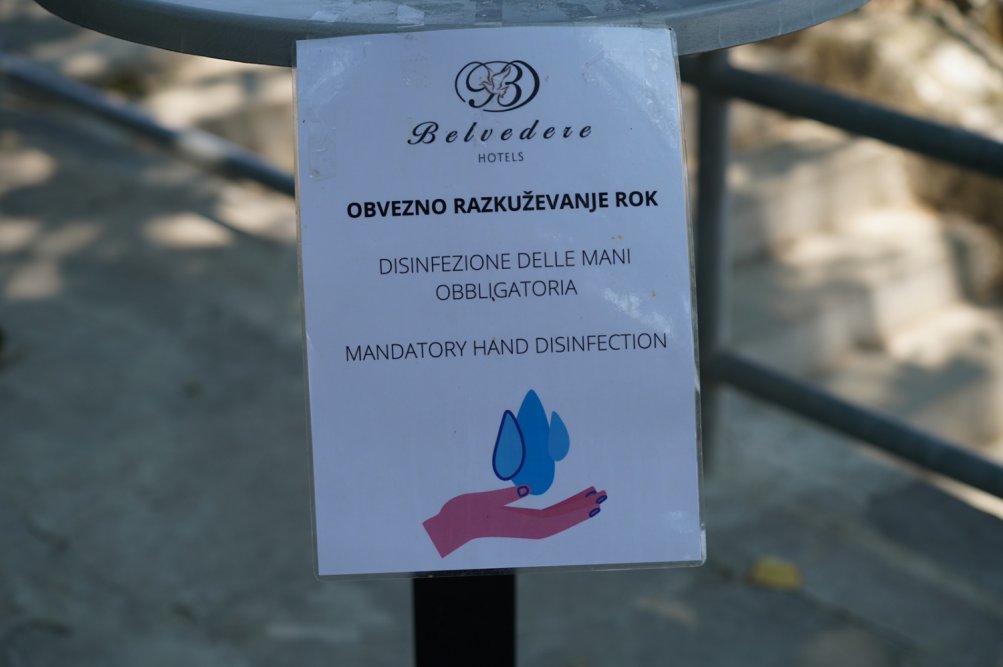 Belvedere
HOTELS
OBVEZNO RAZKUŽEVANJE ROK
DISINFEZIONE DELLE MANI
OBBLIGATORIA
MANDATORY HAND DISINFECTION